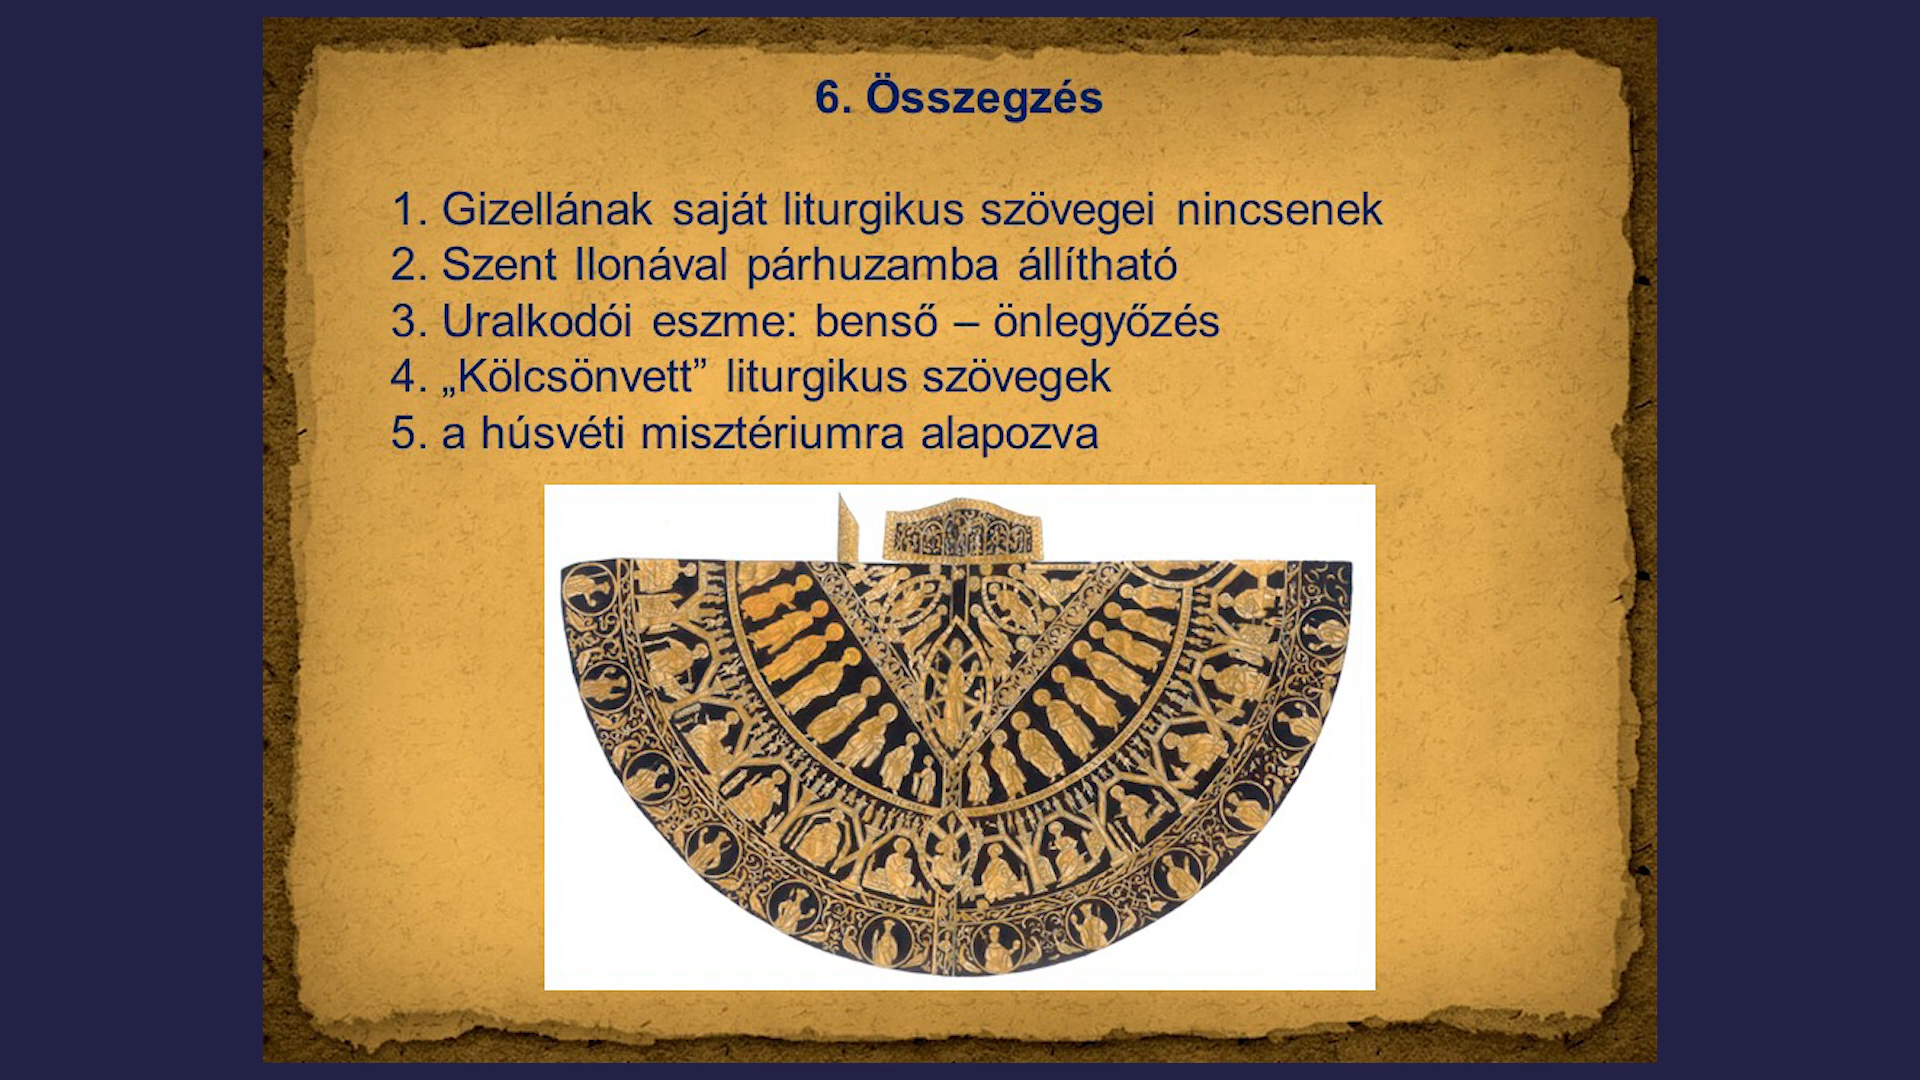 6. Összegzés
1. Gizellának saját liturgikus szövegei nincsenek
2. Szent Ilonával párhuzamba állítható
3. Uralkodói eszme: benső – önlegyőzés
4. „Kölcsönvett” liturgikus szövegek
5. a húsvéti misztériumra alapozva